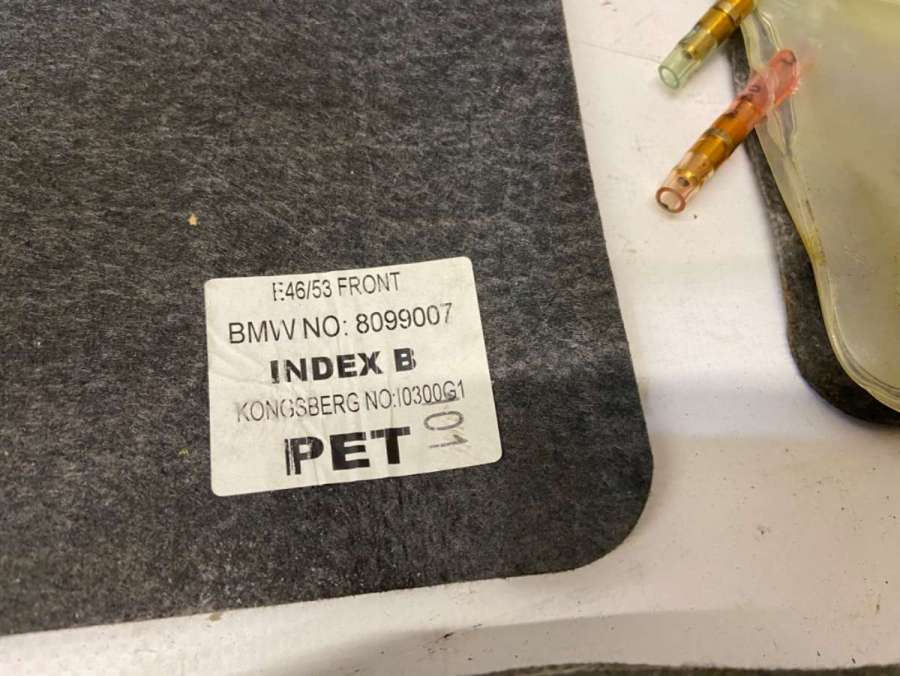 E46/53 FRONT
BMW NO: 8099007
INDEX B
KONGSBERG NO:I0300G1
PET
01